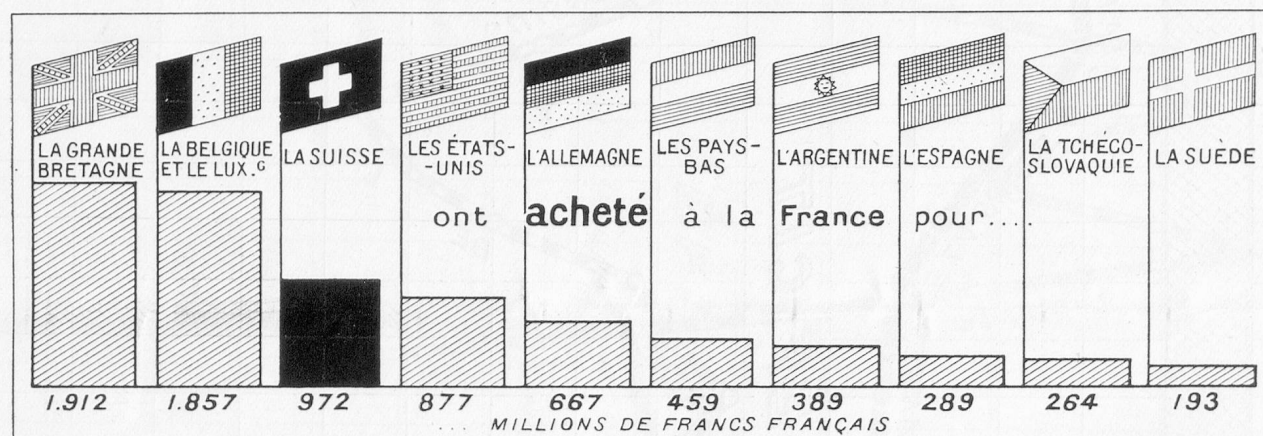 LA GRANDE
BRETAGNE
LA BELGIQUE
ET LE LUX.G
LA SUISSE
LES ÉTATS-
-UNIS
L'ALLEMAGNE
LES PAYS-
BAS
L'ARGENTINE
L'ESPAGNE
LA TCHÉCO-
SLOVAQUIE
LA SUÈDE
ont acheté à la France pour....
1.912 1.857 972 877 667 459 389 289 264 193
... MILLIONS DE FRANCS FRANÇAIS